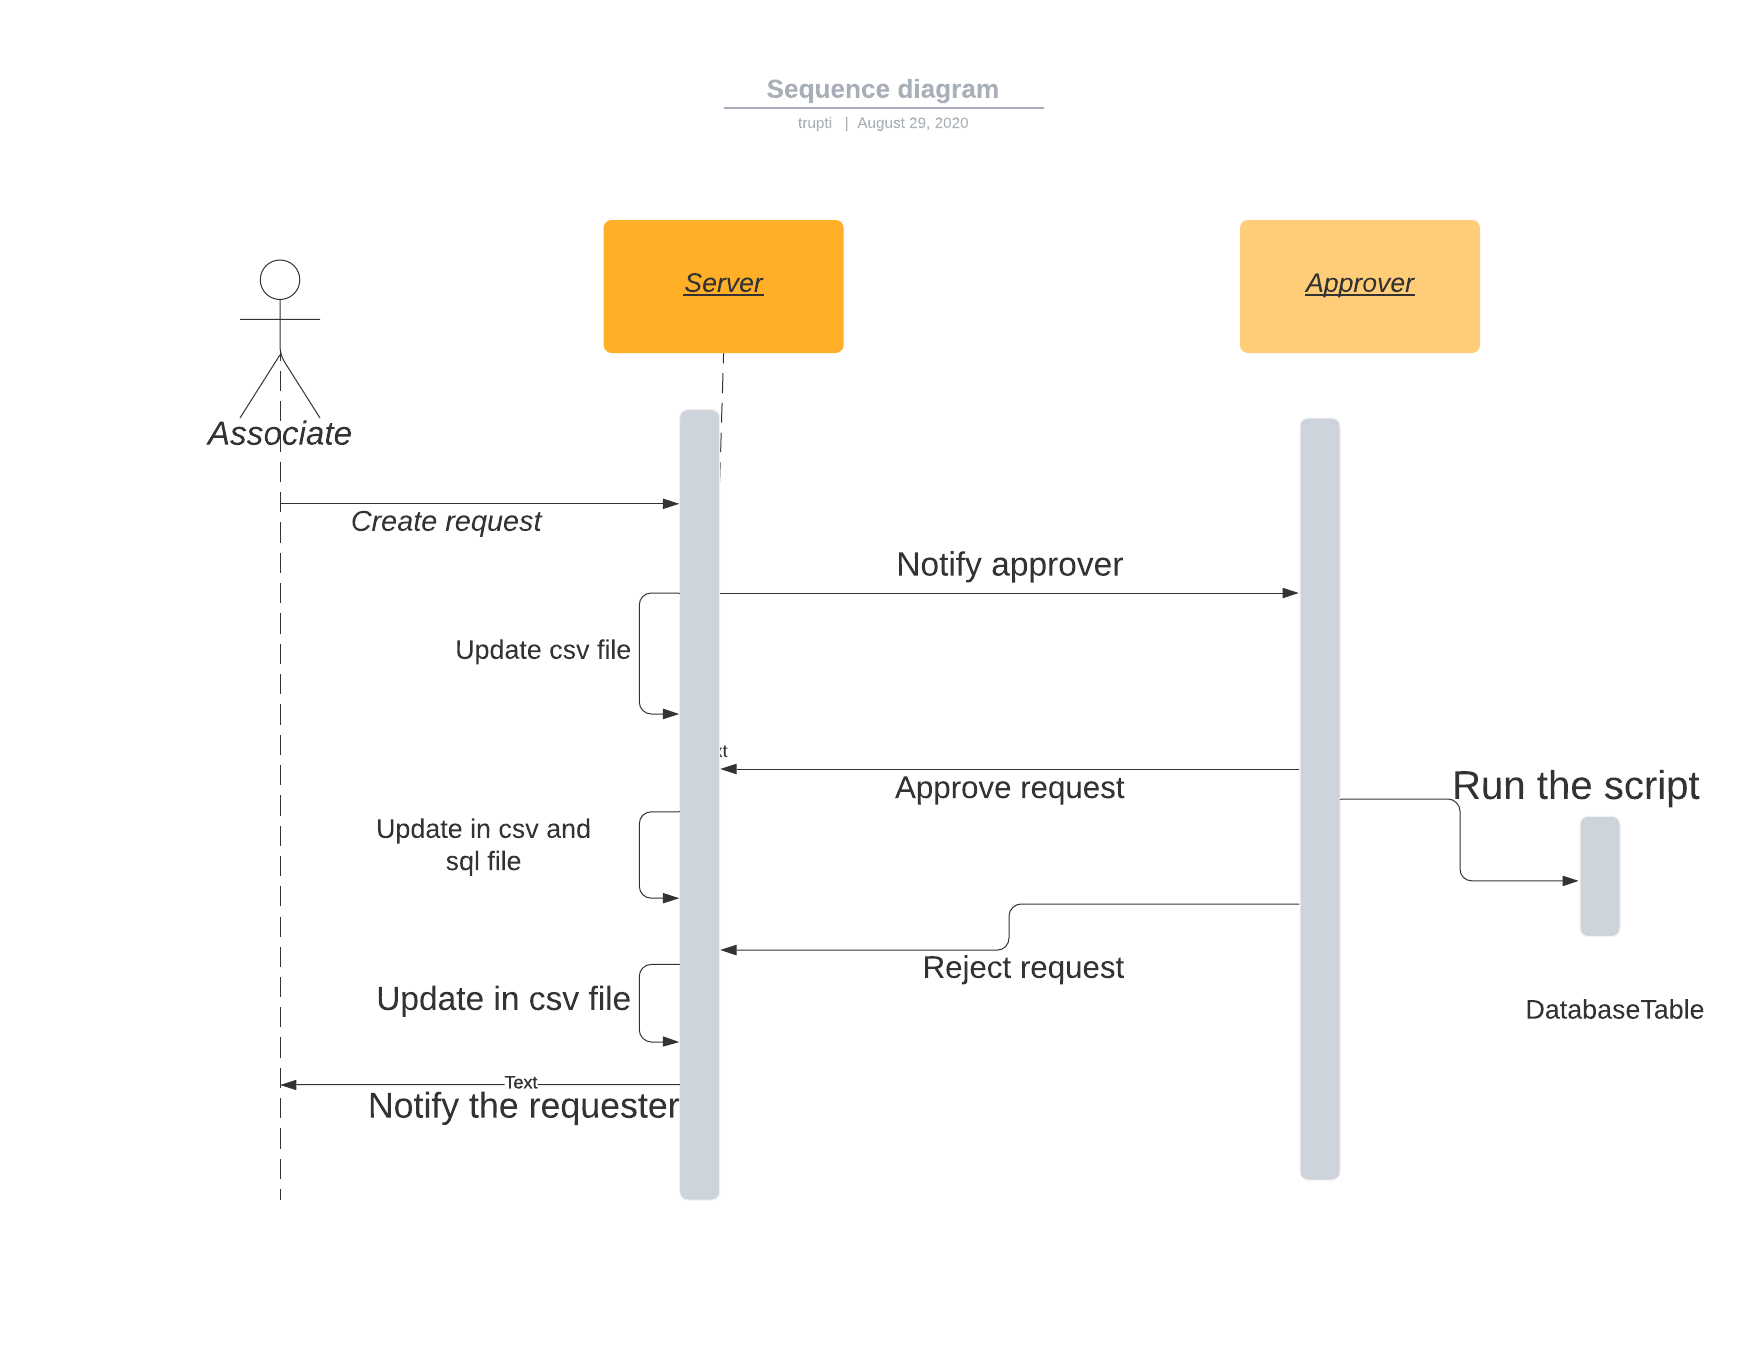 Sequence diagram
trupti | August 29, 2020
Server
Approver
Associate
Create request
Notify approver
Update csv file
Approve request
Run the script
Update in csv and
sql file
Reject request
Update in csv file
DatabaseTable
Text
Notify the requester